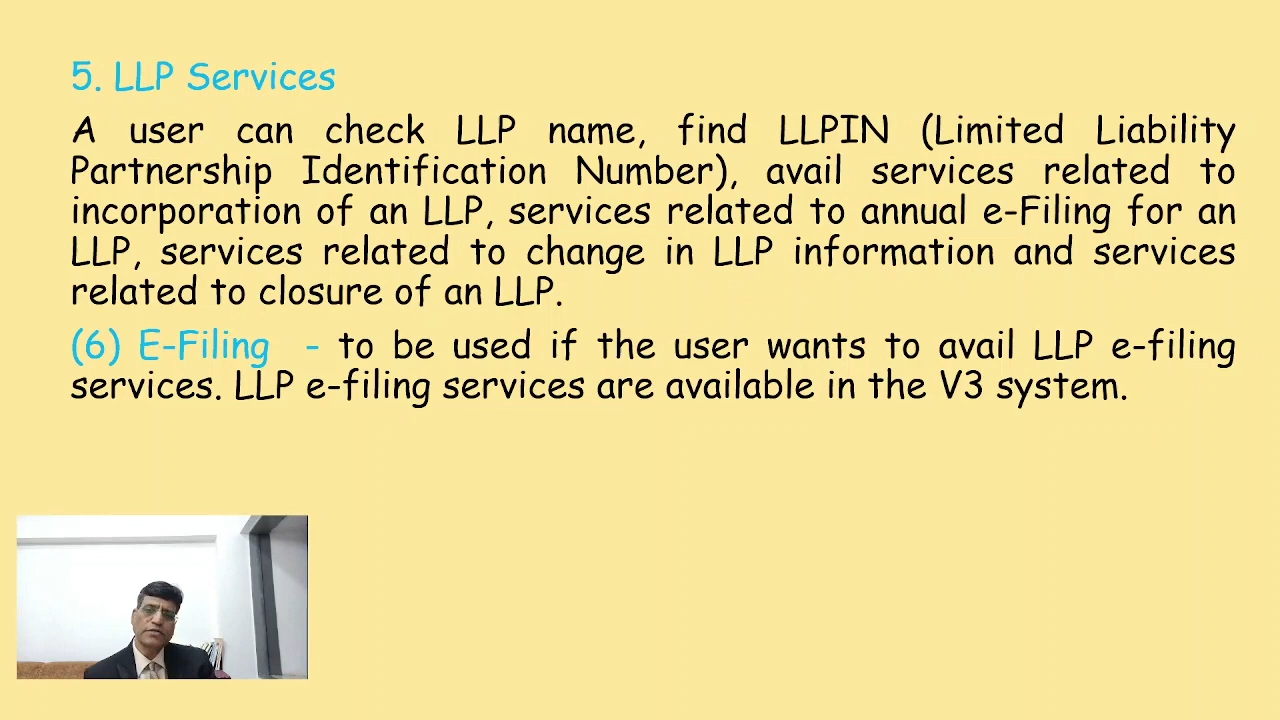 5. LLP Services
A user can check LLP name, find LLPIN (Limited Liability
Partnership Identification Number), avail services related to
incorporation of an LLP, services related to annual e-Filing for an
LLP, services related to change in LLP information and services
related to closure of an LLP.
(6) E-Filing - to be used if the user wants to avail LLP e-filing
services. LLP e-filing services are available in the V3 system.